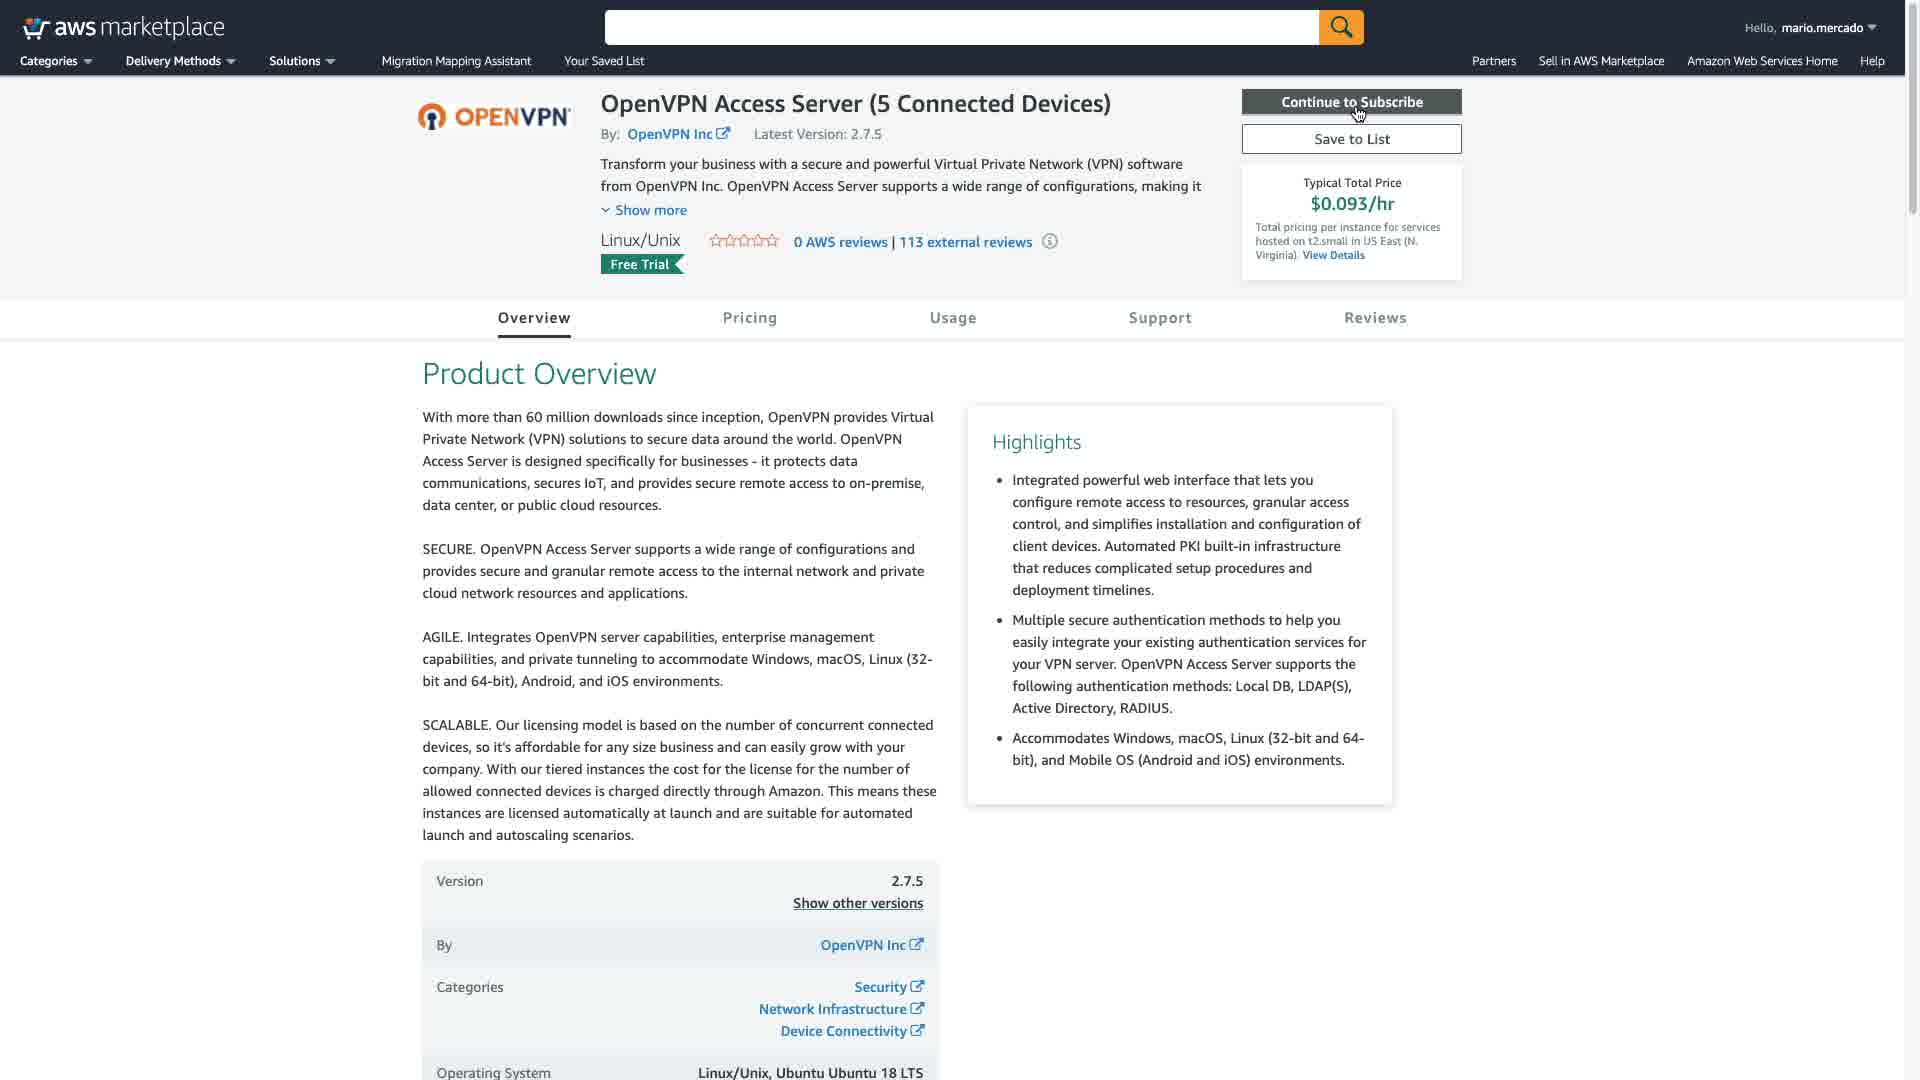 aws marketplace
Hello, mario.mercado
Categories Delivery Methods Solutions Migration Mapping Assistant Your Saved List
Partners Sell in AWS Marketplace Amazon Web Services Home Help
OPENVPN
OpenVPN Access Server (5 Connected Devices)
By: OpenVPN Inc Latest Version: 2.7.5
Transform your business with a secure and powerful Virtual Private Network (VPN) software
from OpenVPN Inc. OpenVPN Access Server supports a wide range of configurations, making it
Show more
Linux/Unix 0 AWS reviews | 113 external reviews
Free Trial
Continue to Subscribe
Save to List
Typical Total Price
$0.093/hr
Total pricing per instance for services
hosted on t2.small in US East (N.
Virginia). View Details
Overview Pricing Usage Support Reviews
Product Overview
With more than 60 million downloads since inception, OpenVPN provides Virtual
Private Network (VPN) solutions to secure data around the world. OpenVPN
Access Server is designed specifically for businesses - it protects data
communications, secures IoT, and provides secure remote access to on-premise,
data center, or public cloud resources.
SECURE. OpenVPN Access Server supports a wide range of configurations and
provides secure and granular remote access to the internal network and private
cloud network resources and applications.
AGILE. Integrates OpenVPN server capabilities, enterprise management
capabilities, and private tunneling to accommodate Windows, macOS, Linux (32-
bit and 64-bit), Android, and iOS environments.
SCALABLE. Our licensing model is based on the number of concurrent connected
devices, so it's affordable for any size business and can easily grow with your
company. With our tiered instances the cost for the license for the number of
allowed connected devices is charged directly through Amazon. This means these
instances are licensed automatically at launch and are suitable for automated
launch and autoscaling scenarios.
Highlights
• Integrated powerful web interface that lets you
configure remote access to resources, granular access
control, and simplifies installation and configuration of
client devices. Automated PKI built-in infrastructure
that reduces complicated setup procedures and
deployment timelines.
• Multiple secure authentication methods to help you
easily integrate your existing authentication services for
your VPN server. OpenVPN Access Server supports the
following authentication methods: Local DB, LDAP(S),
Active Directory, RADIUS.
• Accommodates Windows, macOS, Linux (32-bit and 64-
bit), and Mobile OS (Android and iOS) environments.
Version 2.7.5
Show other versions
By OpenVPN Inc
Categories Security
Network Infrastructure
Device Connectivity
Operating System Linux/Unix, Ubuntu Ubuntu 18 LTS